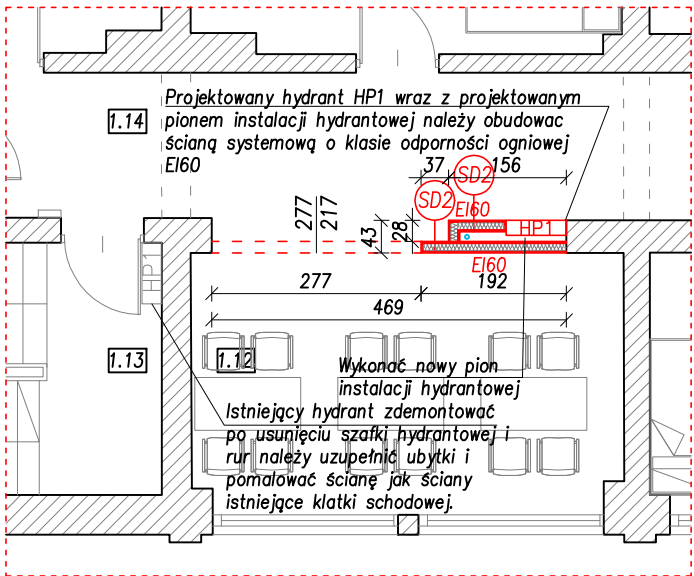 Projektowany hydrant HP1 wraz z projektowanym
pionem instalacji hydrantowej należy obudowac
ścianą systemową o klasie odporności ogniowej
EI60
1.14
37
156
SD2
SD2
EI60
HP1
277
217
43
28
EI60
HP1
277
192
469
1.13
1.12
Wykonać nowy pion
instalacji hydrantowej
Istniejący hydrant zdemontować
po usunięciu szafki hydrantowej i
rur należy uzupełnić ubytki i
pomalować ścianę jak ściany
istniejące klatki schodowej.